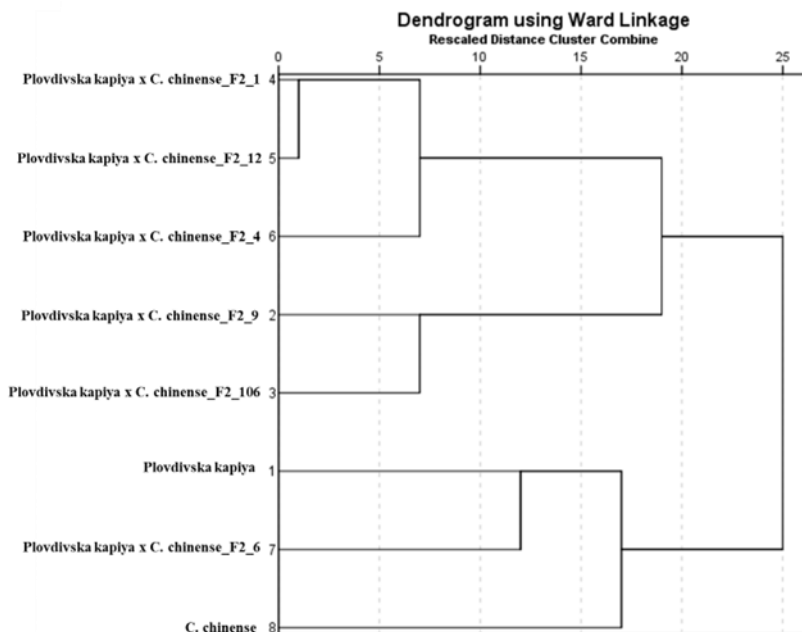 Dendrogram using Ward Linkage
Rescaled Distance Cluster Combine
0 5 10 15 20 25
Plovdivska kapiya x C. chinense_F2_1 4
Plovdivska kapiya x C. chinense_F2_12 5
Plovdivska kapiya x C. chinense_F2_4 6
Plovdivska kapiya x C. chinense_F2_9 2
Plovdivska kapiya x C. chinense_F2_106 3
Plovdivska kapiya 1
Plovdivska kapiya x C. chinense_F2_6 7
C. chinense 8